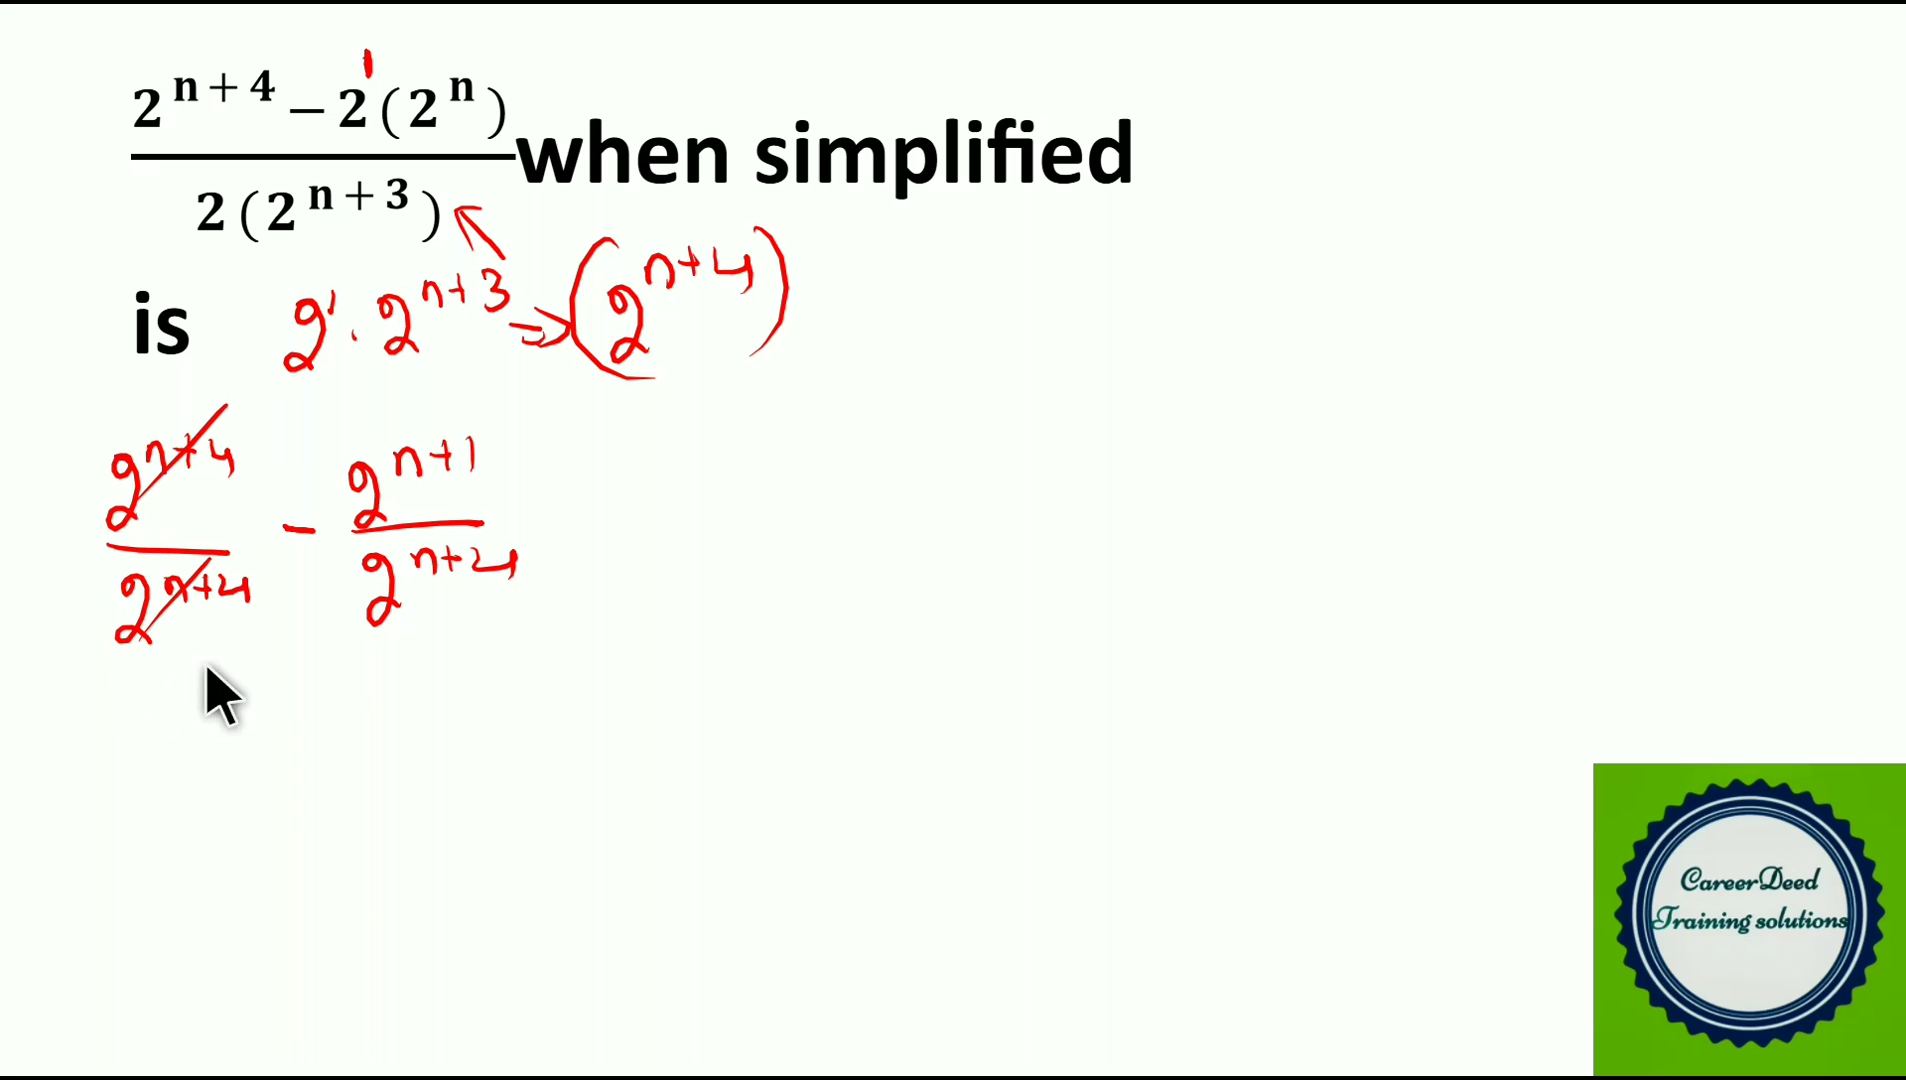 2^(n+4) − 2^1 (2^n)
2 (2^(n+3)) when simplified
is 2^1 · 2^(n+3) → (2^(n+4))
2^(n+4) − 2^(n+1)
2^(n+4) 2^(n+4)
CareerDeed
Training solutions